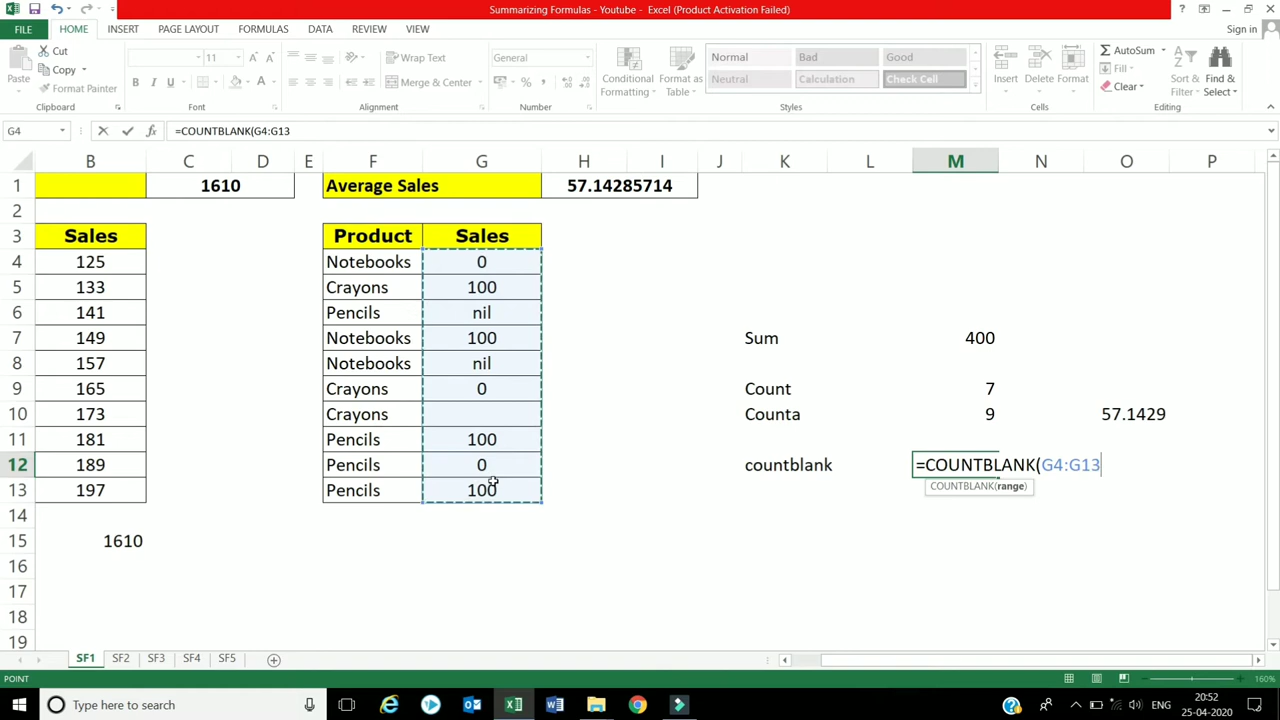 Summarizing Formulas - Youtube - Excel (Product Activation Failed)
?
FILE HOME INSERT PAGE LAYOUT FORMULAS DATA REVIEW VIEW Sign in
Paste Cut Copy Format Painter
11 A A B I U A
Wrap Text Merge & Center
General % ,
Conditional Formatting Format as Table
Normal Bad Good
Neutral Calculation Check Cell
Insert Delete Format
AutoSum Fill Clear Sort & Filter Find & Select
Clipboard Font Alignment Number Styles Cells Editing
G4 fx =COUNTBLANK(G4:G13
B C D E F G H I J K L M N O P
1 1610 Average Sales 57.14285714
2
3 Sales Product Sales
4 125 Notebooks 0
5 133 Crayons 100
6 141 Pencils nil
7 149 Notebooks 100 Sum 400
8 157 Notebooks nil
9 165 Crayons 0 Count 7
10 173 Crayons Counta 9 57.1429
11 181 Pencils 100
12 189 Pencils 0 countblank =COUNTBLANK(G4:G13
COUNTBLANK(range)
13 197 Pencils 100
14
15 1610
16
17
18
19
SF1 SF2 SF3 SF4 SF5
POINT 160%
Type here to search 20:52
25-04-2020